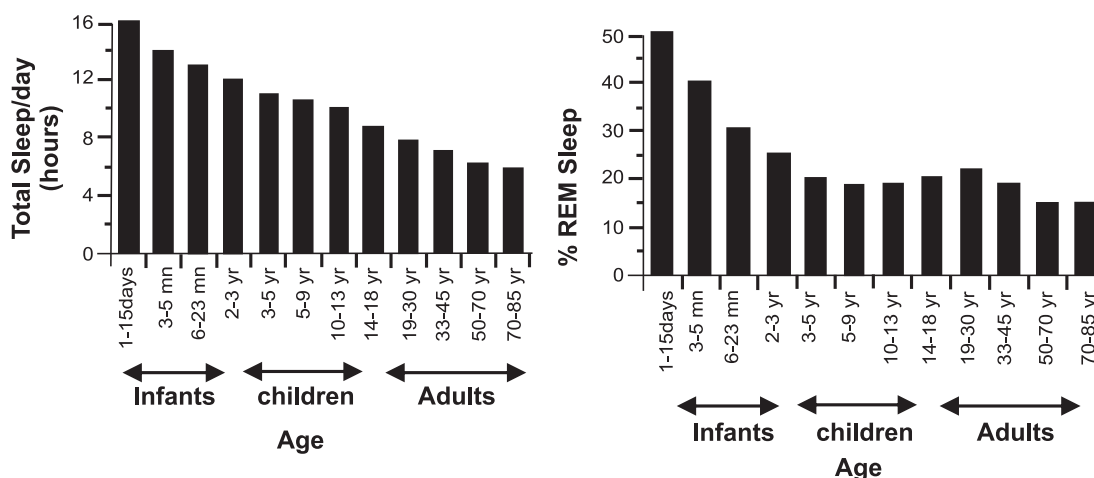 Total Sleep/day
(hours)
16
12
8
4
0
1-15days
3-5 mn
6-23 mn
2-3 yr
3-5 yr
5-9 yr
10-13 yr
14-18 yr
19-30 yr
33-45 yr
50-70 yr
70-85 yr
Infants
children
Adults
Age
% REM Sleep
50
40
30
20
10
0
1-15days
3-5 mn
6-23 mn
2-3 yr
3-5 yr
5-9 yr
10-13 yr
14-18 yr
19-30 yr
33-45 yr
50-70 yr
70-85 yr
Infants
children
Adults
Age